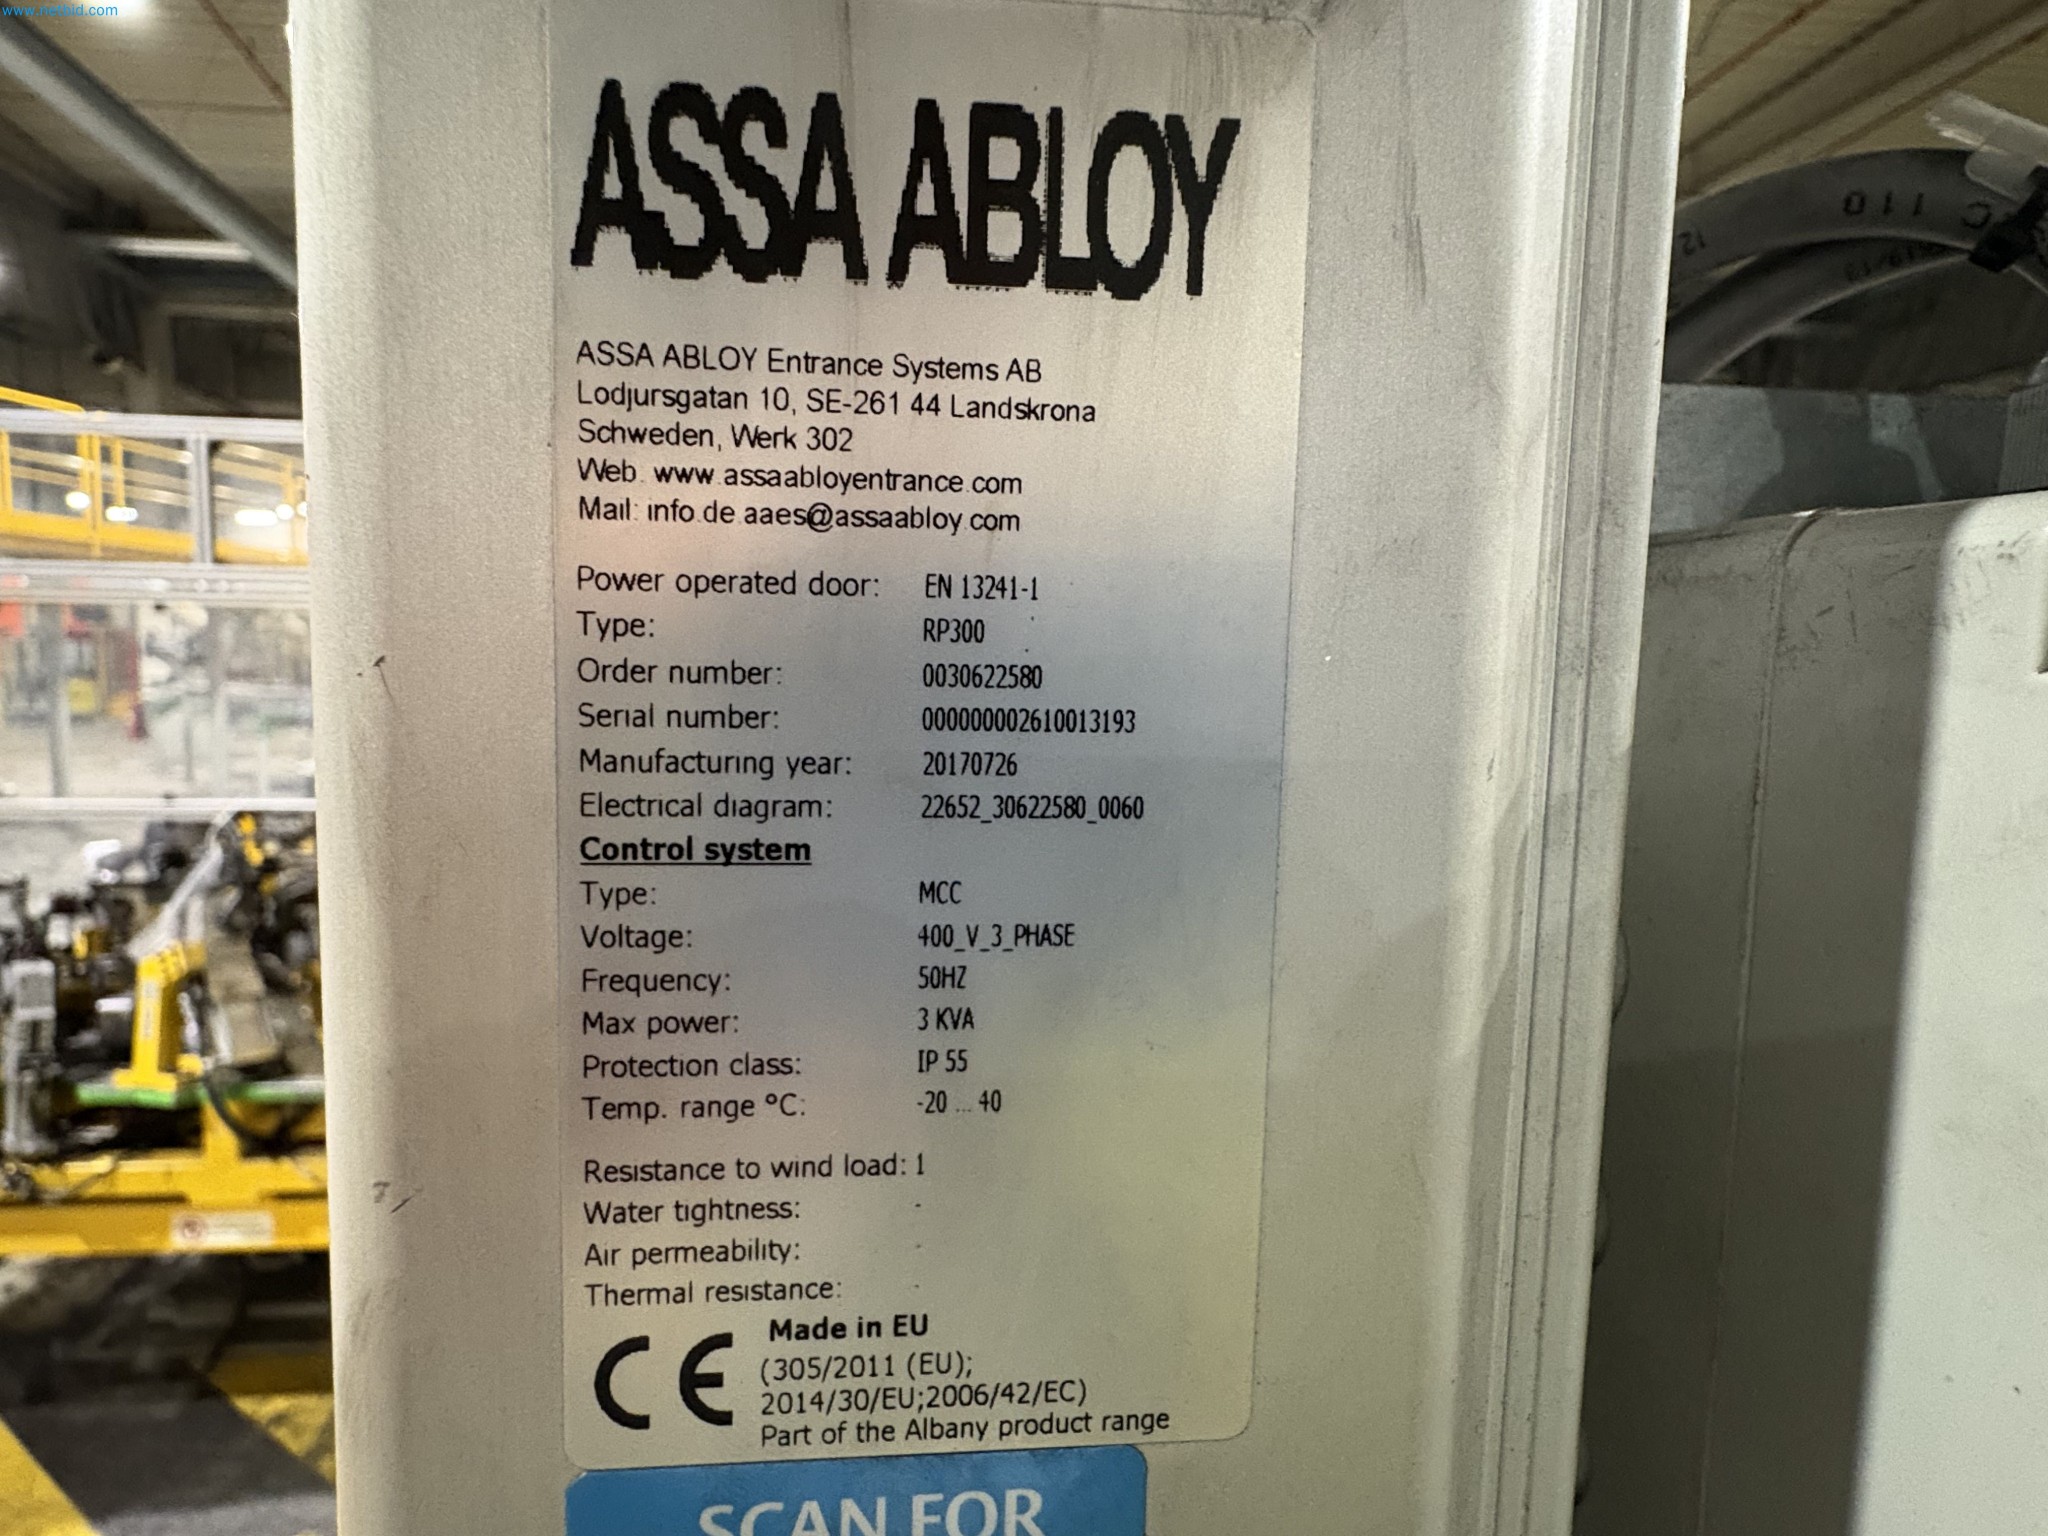 www.netbid.com
ASSA ABLOY
ASSA ABLOY Entrance Systems AB
Lodjursgatan 10, SE-261 44 Landskrona
Schweden, Werk 302
Web. www.assaabloyentrance.com
Mail: info.de.aaes@assaabloy.com
Power operated door: EN 13241-1
Type: RP300
Order number: 0030622580
Serial number: 000000002610013193
Manufacturing year: 20170726
Electrical diagram: 22652_30622580_0060
Control system
Type: MCC
Voltage: 400_V_3_PHASE
Frequency: 50HZ
Max power: 3 KVA
Protection class: IP 55
Temp. range °C: -20 ... 40
Resistance to wind load: 1
Water tightness: -
Air permeability: -
Thermal resistance: -
CE Made in EU
(305/2011 (EU);
2014/30/EU;2006/42/EC)
Part of the Albany product range
SCAN FOR
C 110